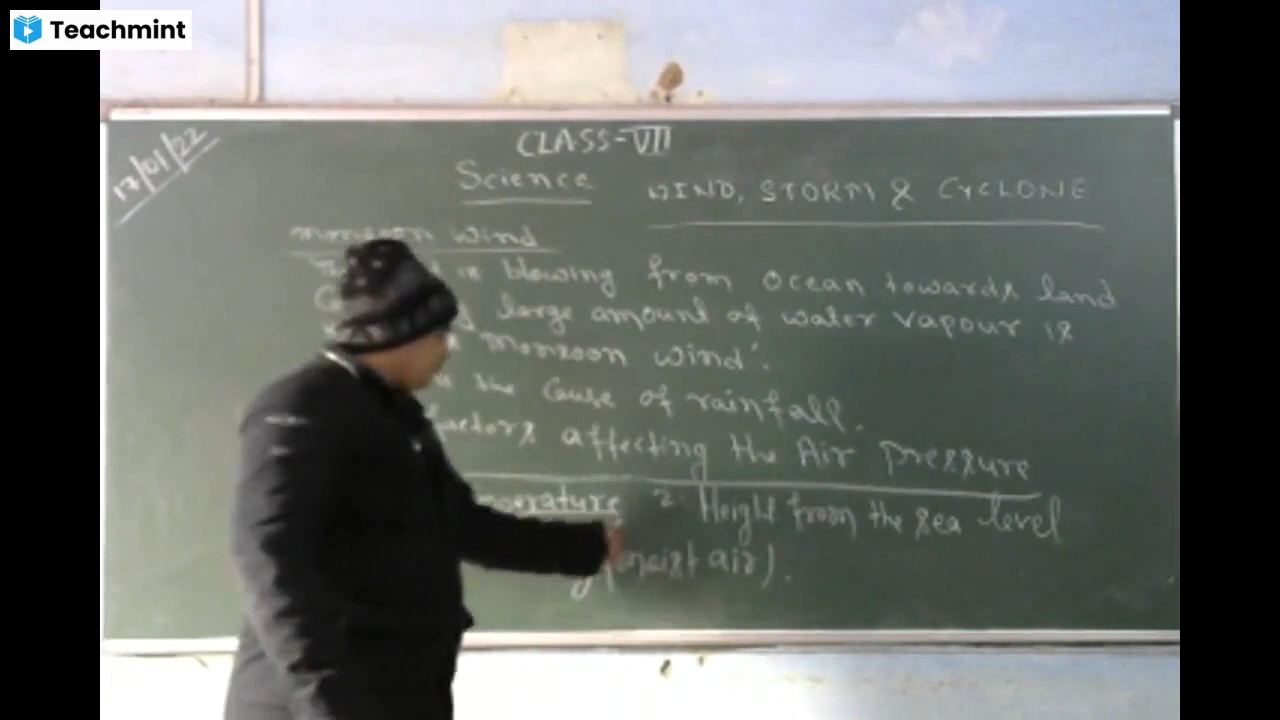 Teachmint
17/01/22
CLASS-VII
Science WIND, STORM & CYCLONE
Monsoon wind
is blowing from ocean towards land
large amount of water vapour is
Monsoon wind'.
the cause of rainfall.
factors affecting the Air pressure
2. Height from the sea level
(moist air).